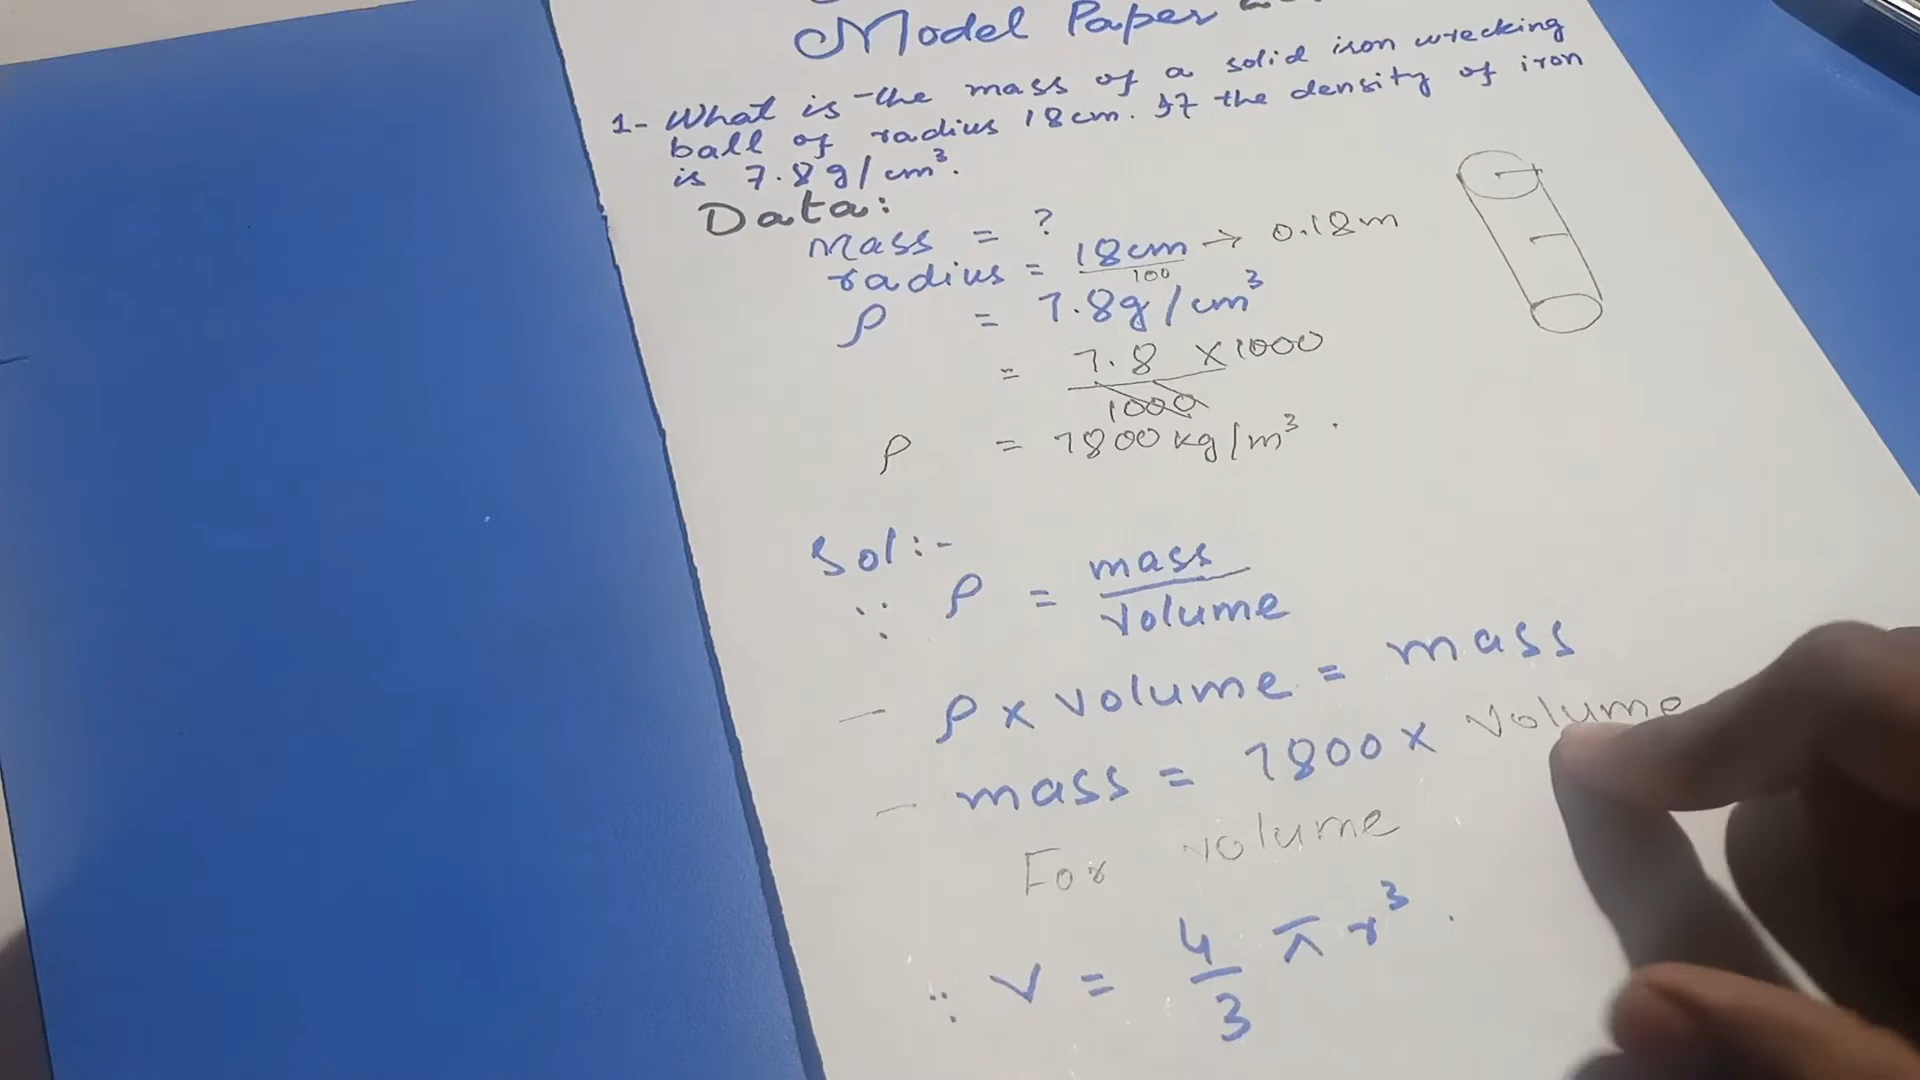 Model Paper
1- What is the mass of a solid iron wrecking
ball of radius 18cm. If the density of iron
is 7.8g/cm³.
Data:
Mass = ?
radius = 18cm/100 → 0.18m
ρ = 7.8g/cm³
= 7.8 × 1000
1000
ρ = 7800 kg/m³.
Sol:-
∵ ρ = mass/volume
– ρ × volume = mass
– mass = 7800 × volume
For volume
∵ V = 4/3 π r³.